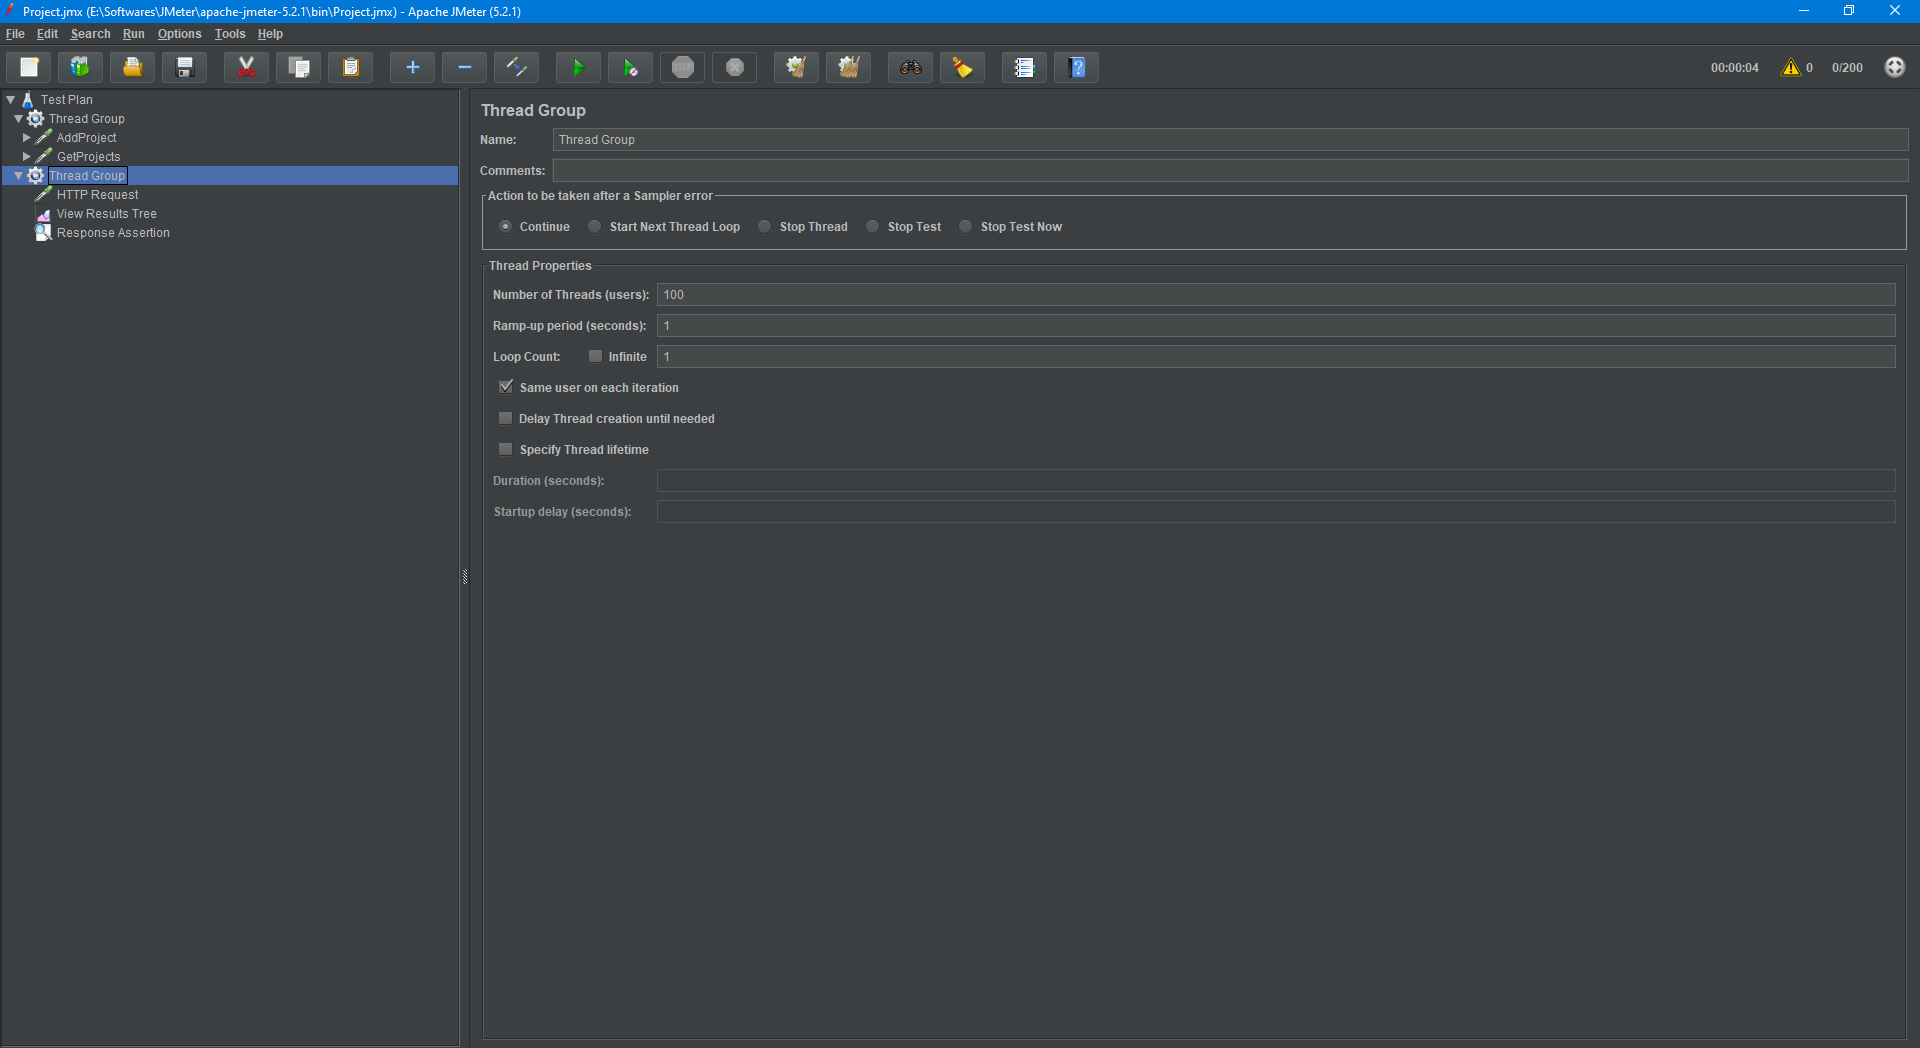 Project.jmx (E:\Softwares\JMeter\apache-jmeter-5.2.1\bin\Project.jmx) - Apache JMeter (5.2.1)
File Edit Search Run Options Tools Help
STOP 00:00:04 0 0/200
Test Plan
Thread Group
AddProject
GetProjects
Thread Group
HTTP Request
View Results Tree
Response Assertion
Thread Group
Name: Thread Group
Comments:
Action to be taken after a Sampler error
Continue Start Next Thread Loop Stop Thread Stop Test Stop Test Now
Thread Properties
Number of Threads (users): 100
Ramp-up period (seconds): 1
Loop Count: Infinite 1
Same user on each iteration
Delay Thread creation until needed
Specify Thread lifetime
Duration (seconds):
Startup delay (seconds):